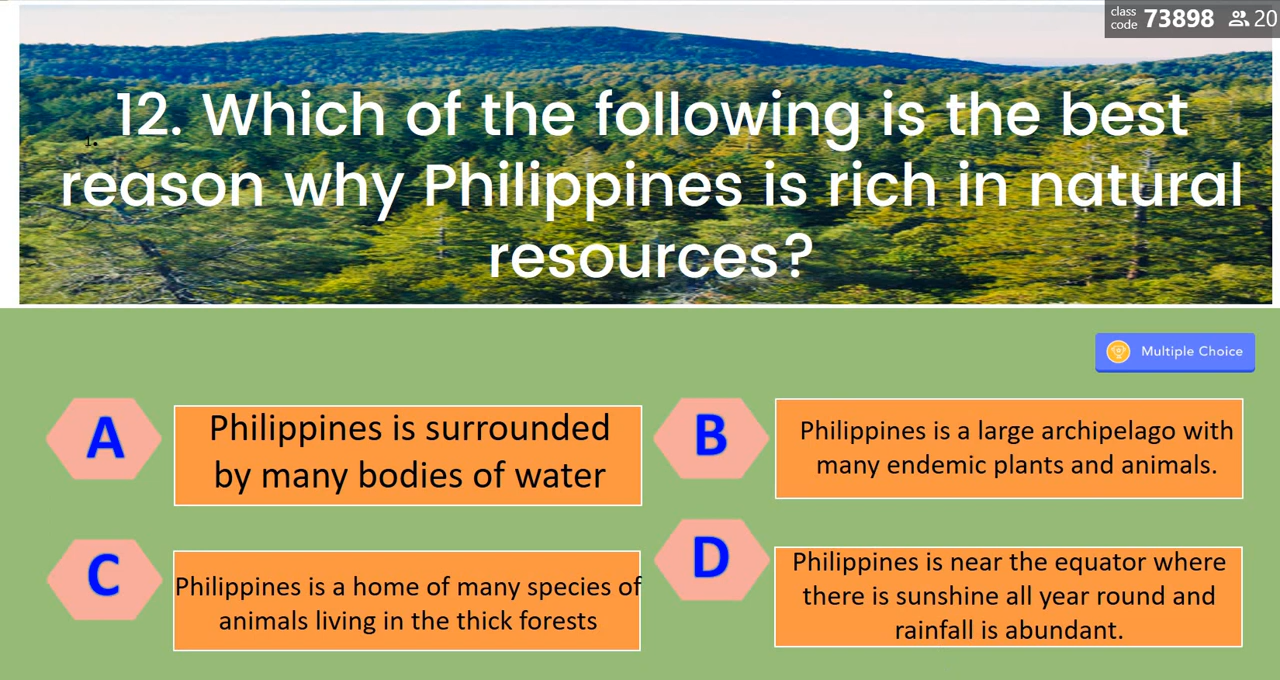 class
code 73898 20
12. Which of the following is the best
1.
reason why Philippines is rich in natural
resources?
Multiple Choice
A
Philippines is surrounded
by many bodies of water
B
Philippines is a large archipelago with
many endemic plants and animals.
C
Philippines is a home of many species of
animals living in the thick forests
D
Philippines is near the equator where
there is sunshine all year round and
rainfall is abundant.